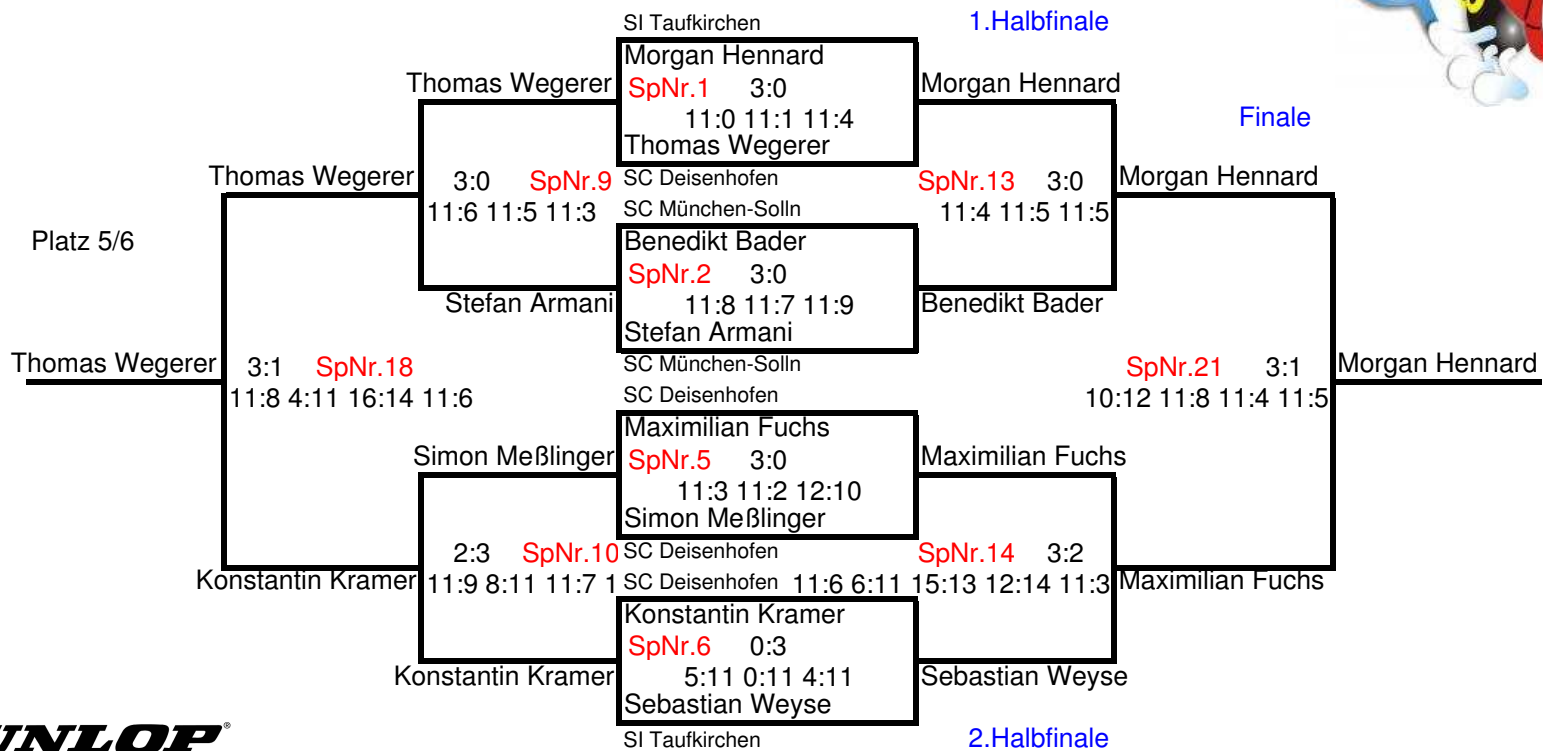 SI Taufkirchen 1.Halbfinale
Morgan Hennard
Thomas Wegerer SpNr.1 3:0 Morgan Hennard
11:0 11:1 11:4 Finale
Thomas Wegerer
Thomas Wegerer 3:0 SpNr.9 SC Deisenhofen SpNr.13 3:0 Morgan Hennard
11:6 11:5 11:3 SC München-Solln 11:4 11:5 11:5
Platz 5/6 Benedikt Bader
SpNr.2 3:0
Stefan Armani 11:8 11:7 11:9 Benedikt Bader
Stefan Armani
Thomas Wegerer 3:1 SpNr.18 SC München-Solln SpNr.21 3:1 Morgan Hennard
11:8 4:11 16:14 11:6 SC Deisenhofen 10:12 11:8 11:4 11:5
Maximilian Fuchs
Simon Meßlinger SpNr.5 3:0 Maximilian Fuchs
11:3 11:2 12:10
Simon Meßlinger
2:3 SpNr.10 SC Deisenhofen SpNr.14 3:2
Konstantin Kramer 11:9 8:11 11:7 1 SC Deisenhofen 11:6 6:11 15:13 12:14 11:3 Maximilian Fuchs
Konstantin Kramer
SpNr.6 0:3
Konstantin Kramer 5:11 0:11 4:11 Sebastian Weyse
Sebastian Weyse
SI Taufkirchen 2.Halbfinale